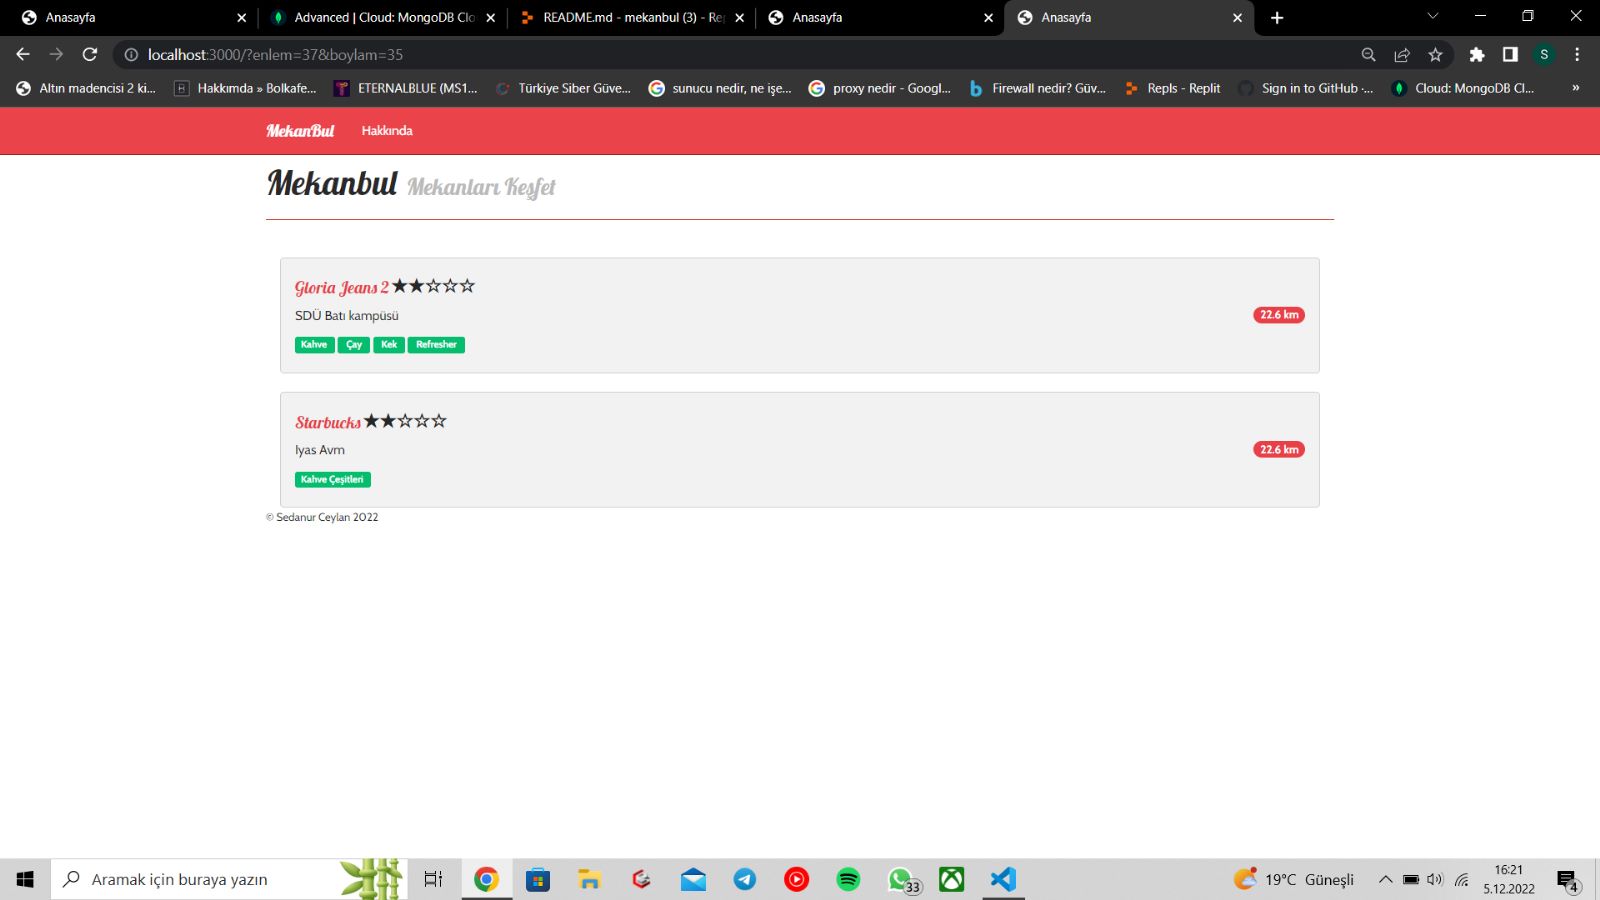 Anasayfa
Advanced | Cloud: MongoDB Clo
README.md - mekanbul (3) - Re
Anasayfa
Anasayfa
localhost:3000/?enlem=37&boylam=35
S
Altın madencisi 2 ki...
Hakkımda » Bolkafe...
ETERNALBLUE (MS1...
Türkiye Siber Güve...
sunucu nedir, ne işe...
proxy nedir - Googl...
Firewall nedir? Güv...
Repls - Replit
Sign in to GitHub ·...
Cloud: MongoDB Cl...
»
MekanBul Hakkında
Mekanbul Mekanları Keşfet
Gloria Jeans 2 ★★☆☆☆
SDÜ Batı kampüsü
22.6 km
Kahve Çay Kek Refresher
Starbucks ★★☆☆☆
Iyas Avm
22.6 km
Kahve Çeşitleri
© Sedanur Ceylan 2022
Aramak için buraya yazın
33
19°C Güneşli
16:21
5.12.2022
4